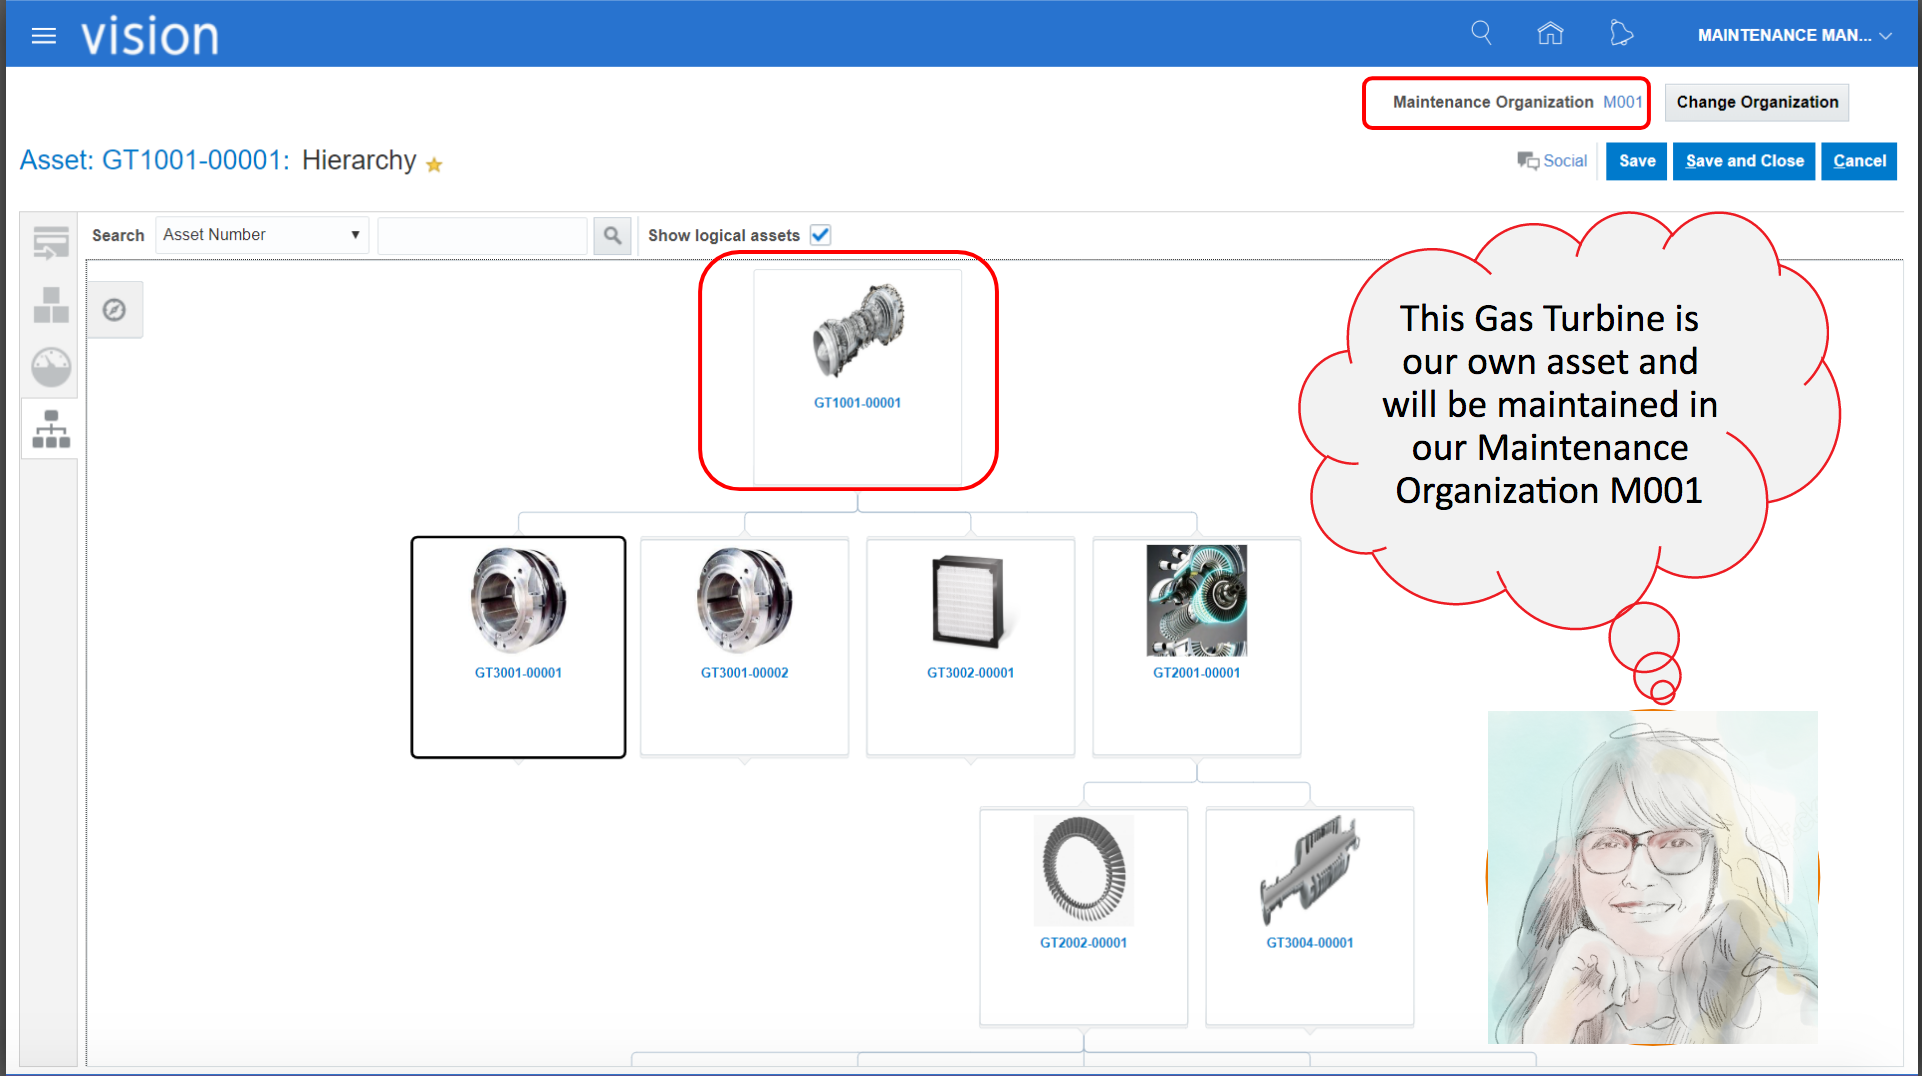 vision
MAINTENANCE MAN...
Maintenance Organization M001
Change Organization
Asset: GT1001-00001: Hierarchy
Social
Save
Save and Close
Cancel
Search
Asset Number
Show logical assets
GT1001-00001
This Gas Turbine is
our own asset and
will be maintained in
our Maintenance
Organization M001
GT3001-00001
GT3001-00002
GT3002-00001
GT2001-00001
GT2002-00001
GT3004-00001